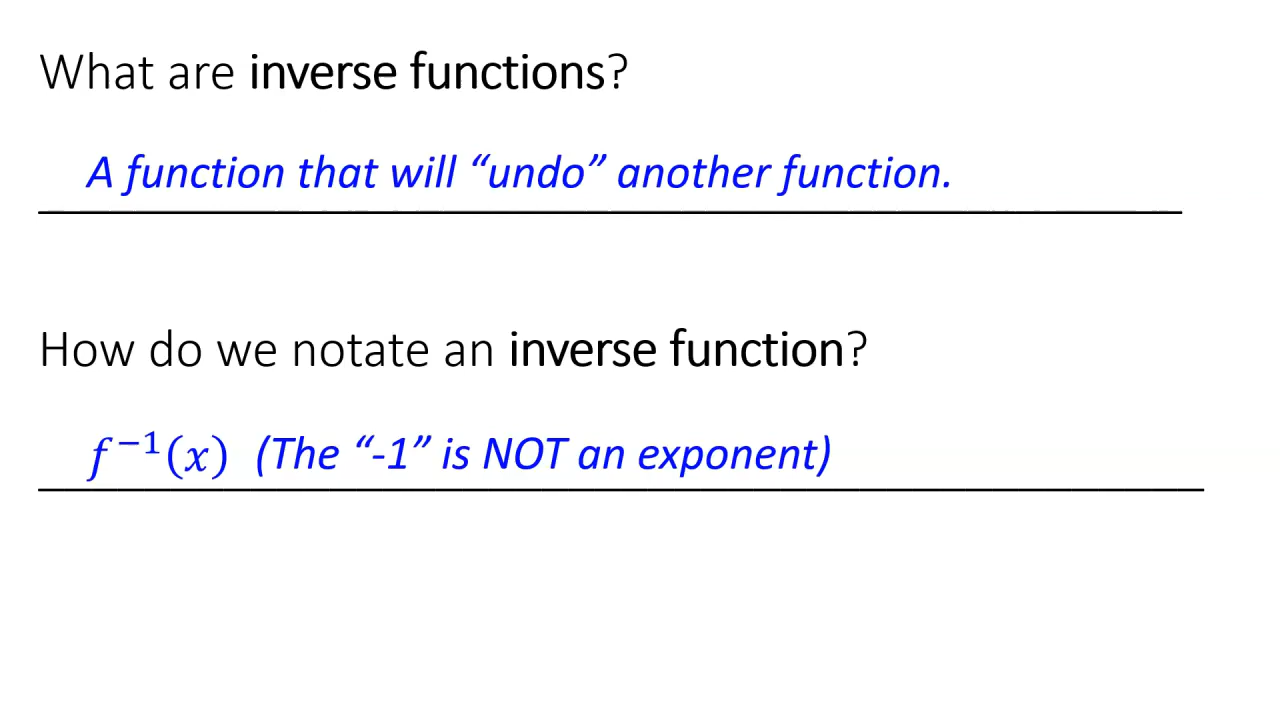 What are inverse functions?
A function that will “undo” another function.
How do we notate an inverse function?
𝑓⁻¹(𝑥) (The “-1” is NOT an exponent)